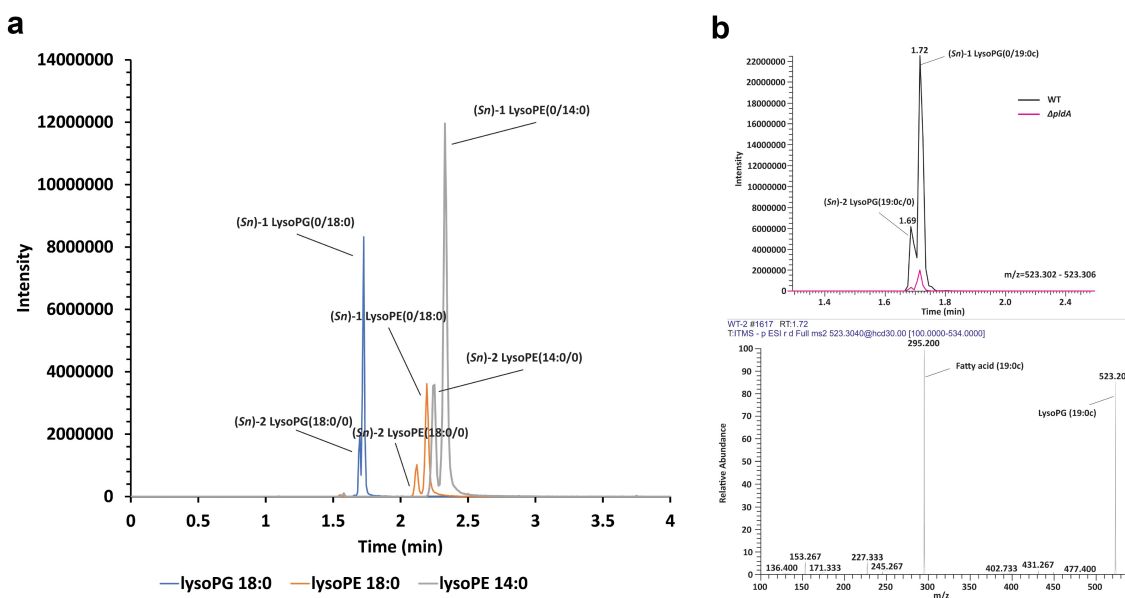 a
14000000
12000000
10000000
8000000
6000000
4000000
2000000
0
Intensity
0 0.5 1 1.5 2 2.5 3 3.5 4
Time (min)
(Sn)-1 LysoPE(0/14:0)
(Sn)-1 LysoPG(0/18:0)
(Sn)-1 LysoPE(0/18:0)
(Sn)-2 LysoPE(14:0/0)
(Sn)-2 LysoPG(18:0/0)
(Sn)-2 LysoPE(18:0/0)
lysoPG 18:0 lysoPE 18:0 lysoPE 14:0
b
22000000
20000000
18000000
16000000
14000000
12000000
10000000
8000000
6000000
4000000
2000000
0
Intensity
1.72
(Sn)-1 LysoPG(0/19:0c)
WT
ΔpldA
(Sn)-2 LysoPG(19:0c/0)
1.69
m/z=523.302 - 523.306
1.4 1.6 1.8 2.0 2.2 2.4
Time (min)
WT-2 #1617 RT:1.72
T:ITMS - p ESI r d Full ms2 523.3040@hcd30.00 [100.0000-534.0000]
100
90
80
70
60
50
40
30
20
10
0
Relative Abundance
295.200
Fatty acid (19:0c)
523.20
LysoPG (19:0c)
136.400
153.267
171.333
227.333
245.267
402.733
431.267
477.400
100 150 200 250 300 350 400 450 500
m/z